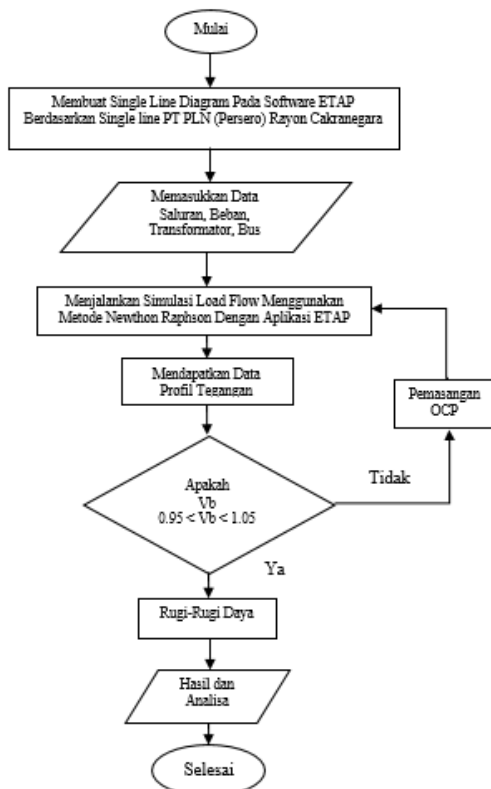 Mulai
Membuat Single Line Diagram Pada Software ETAP
Berdasarkan Single line PT PLN (Persero) Rayon Cakranegara
Memasukkan Data
Saluran, Beban,
Transformator, Bus
Menjalankan Simulasi Load Flow Menggunakan
Metode Newthon Raphson Dengan Aplikasi ETAP
Mendapatkan Data
Profil Tegangan
Pemasangan
OCP
Apakah
Vb
0.95 < Vb < 1.05
Tidak
Ya
Rugi-Rugi Daya
Hasil dan
Analisa
Selesai